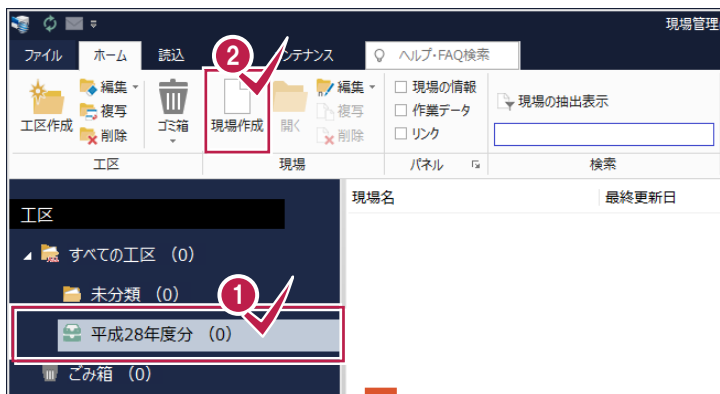 現場管理
ファイル ホーム 読込 ンテナンス ヘルプ・FAQ検索
工区作成 編集 複写 削除 ゴミ箱 現場作成 開く 編集 複写 削除 現場の情報 作業データ リンク 現場の抽出表示
工区 現場 パネル 検索
2
工区
現場名 最終更新日
すべての工区 (0)
未分類 (0)
1
平成28年度分 (0)
ごみ箱 (0)